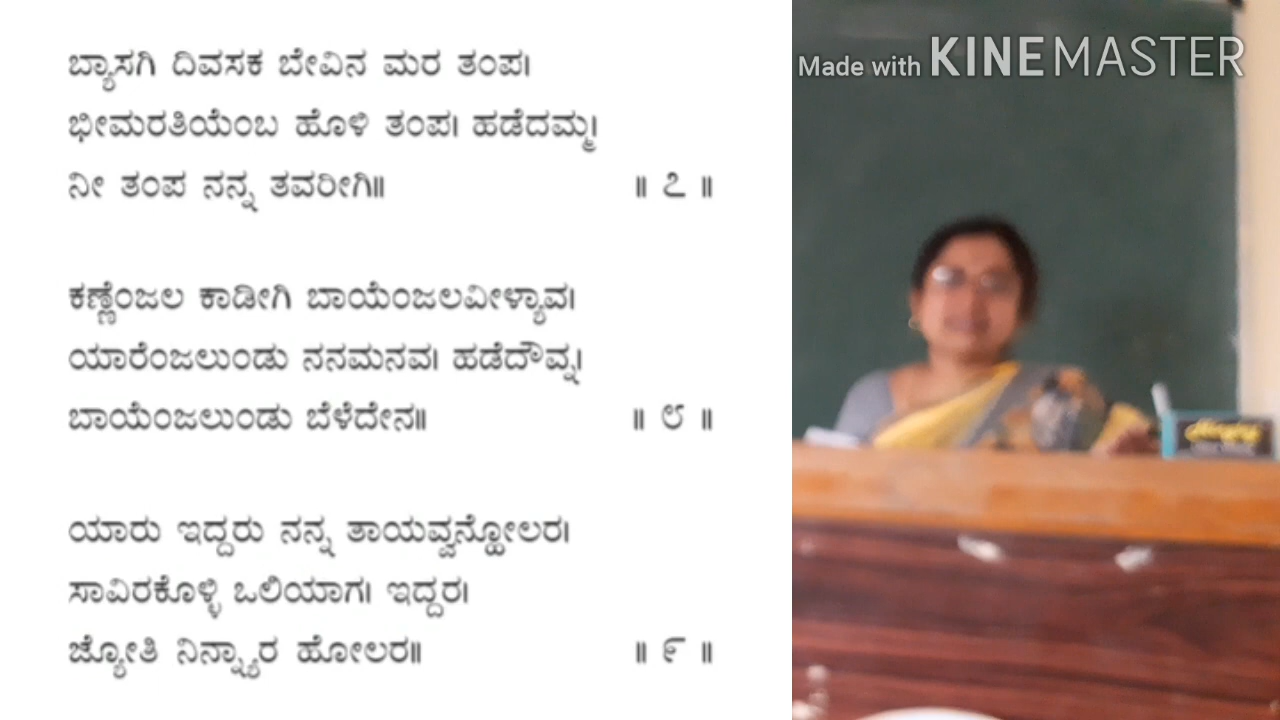 ಬ್ಯಾಸಗಿ ದಿವಸಕ ಬೇವಿನ ಮರ ತಂಪ।
ಭೀಮರತಿಯೆಂಬ ಹೊಳಿ ತಂಪ। ಹಡೆದಮ್ಮ।
ನೀ ತಂಪ ನನ್ನ ತವರೀಗಿ॥ ॥ ೭ ॥
ಕಣ್ಣೆಂಜಲ ಕಾಡೀಗಿ ಬಾಯೆಂಜಲವೀಳ್ಯಾವ।
ಯಾರೆಂಜಲುಂಡು ನನಮನವ। ಹಡೆದೌವ್ನ।
ಬಾಯೆಂಜಲುಂಡು ಬೆಳೆದೇನ॥ ॥ ೮ ॥
ಯಾರು ಇದ್ದರು ನನ್ನ ತಾಯವ್ವನ್ಹೋಲರ।
ಸಾವಿರಕೊಳ್ಳಿ ಒಲಿಯಾಗ। ಇದ್ದರ।
ಜ್ಯೋತಿ ನಿನ್ನ್ಯಾರ ಹೋಲರ॥ ॥ ೯ ॥
Made with KINEMASTER